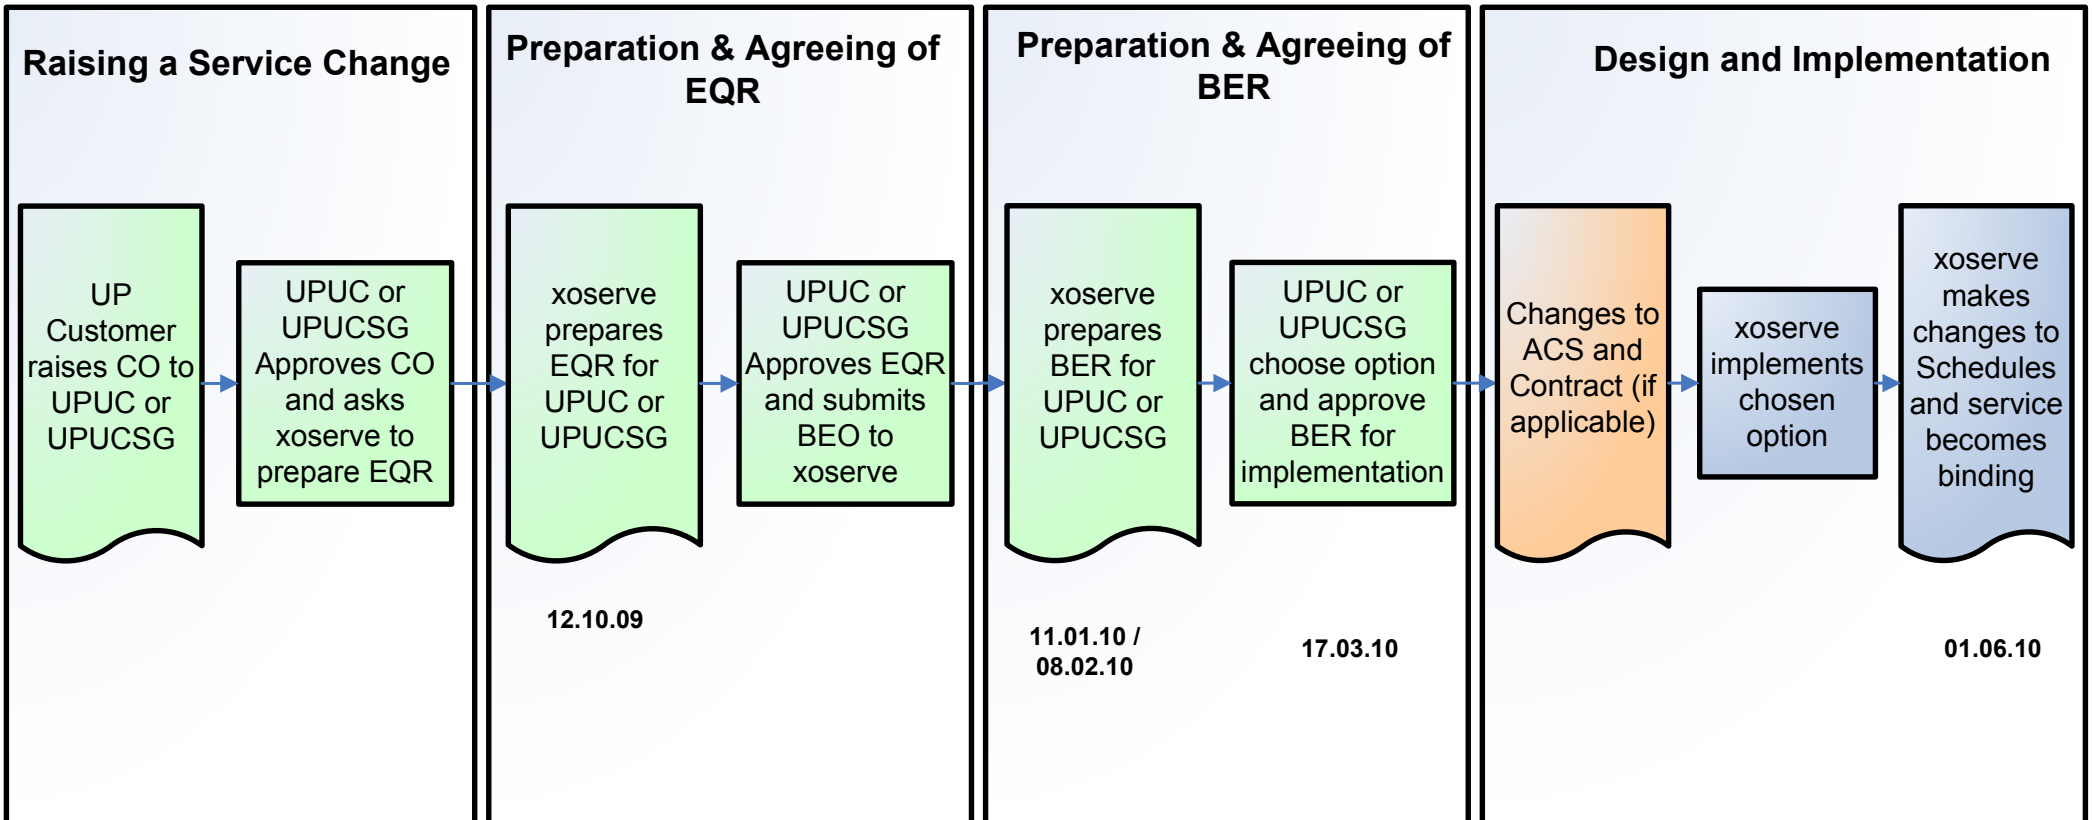 Raising a Service Change
UP
Customer
raises CO to
UPUC or
UPUCSG
UPUC or
UPUCSG
Approves CO
and asks
xoserve to
prepare EQR
Preparation & Agreeing of
EQR
xoserve
prepares
EQR for
UPUC or
UPUCSG
12.10.09
UPUC or
UPUCSG
Approves EQR
and submits
BEO to
xoserve
Preparation & Agreeing of
BER
xoserve
prepares
BER for
UPUC or
UPUCSG
11.01.10 /
08.02.10
UPUC or
UPUCSG
choose option
and approve
BER for
implementation
17.03.10
Design and Implementation
Changes to
ACS and
Contract (if
applicable)
xoserve
implements
chosen
option
xoserve
makes
changes to
Schedules
and service
becomes
binding
01.06.10